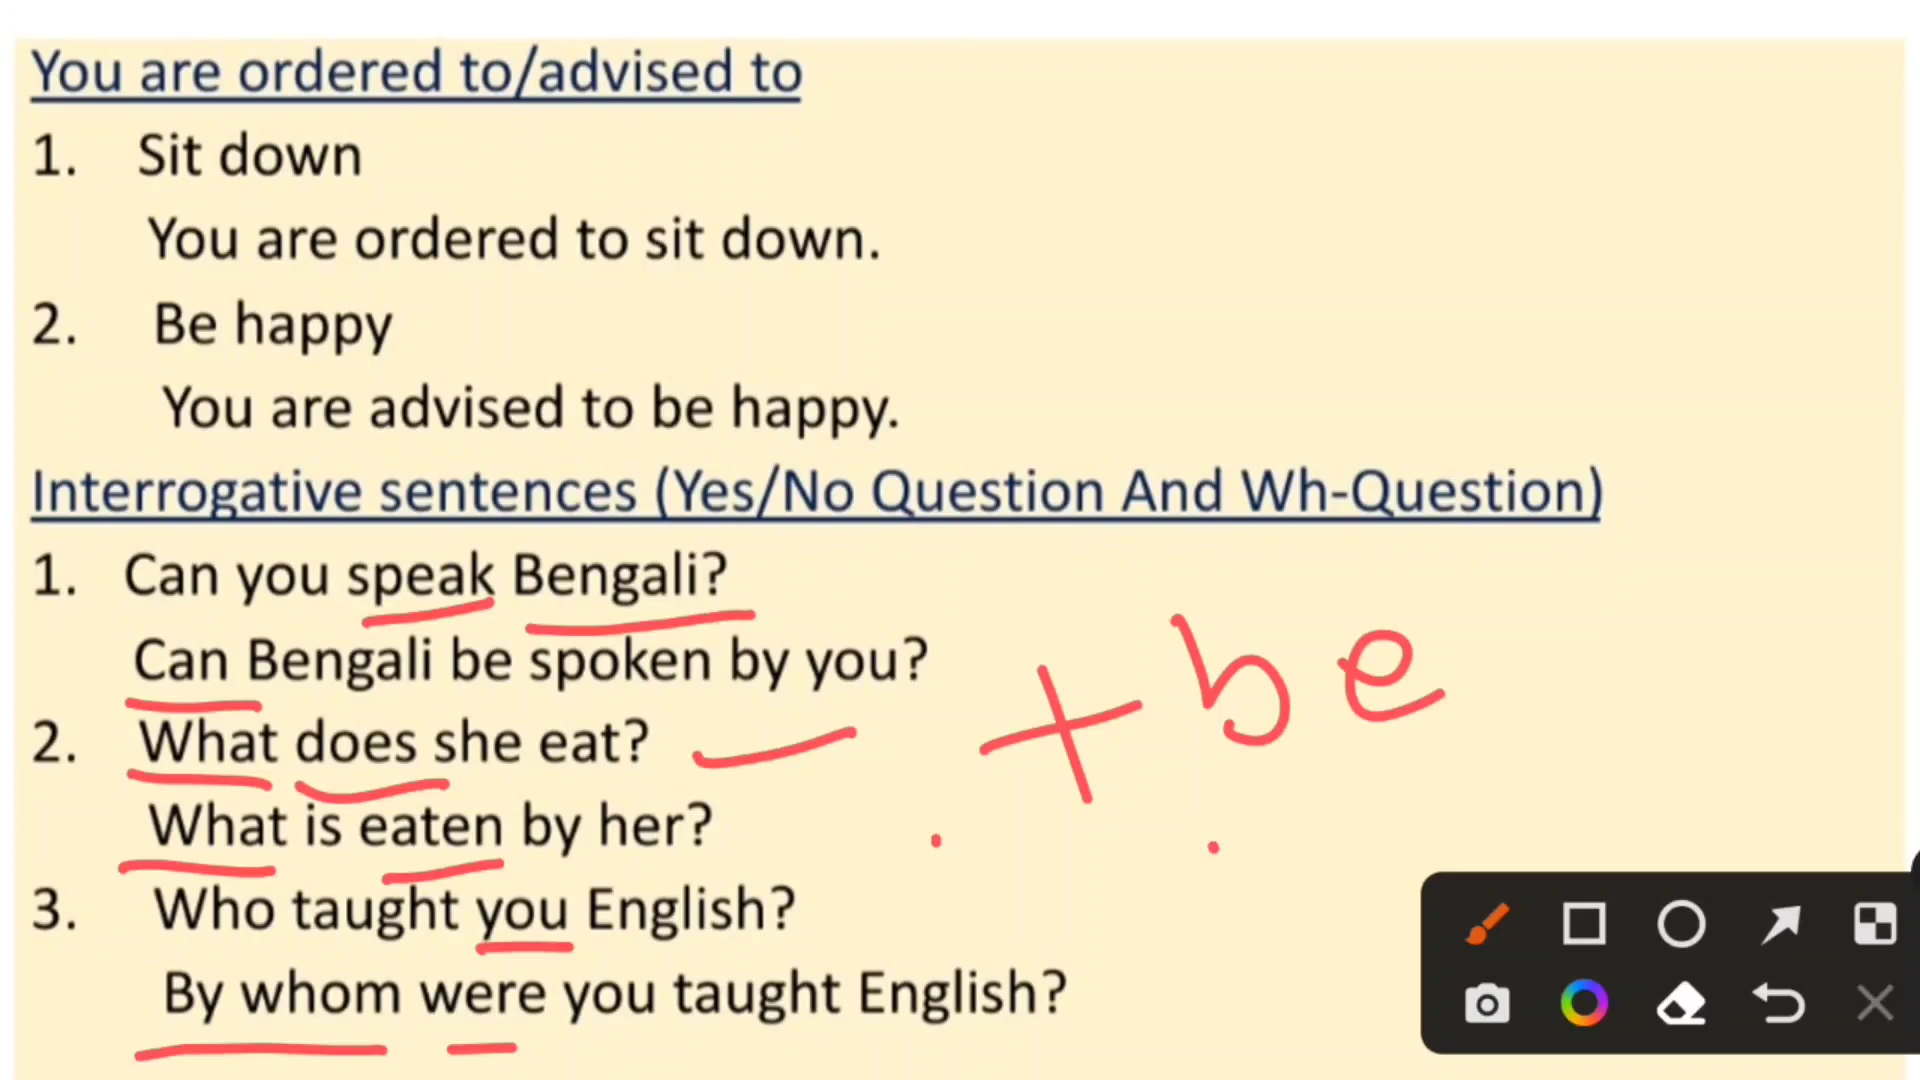 You are ordered to/advised to
1. Sit down
You are ordered to sit down.
2. Be happy
You are advised to be happy.
Interrogative sentences (Yes/No Question And Wh-Question)
1. Can you speak Bengali?
Can Bengali be spoken by you?
+ be
2. What does she eat?
What is eaten by her?
3. Who taught you English?
By whom were you taught English?